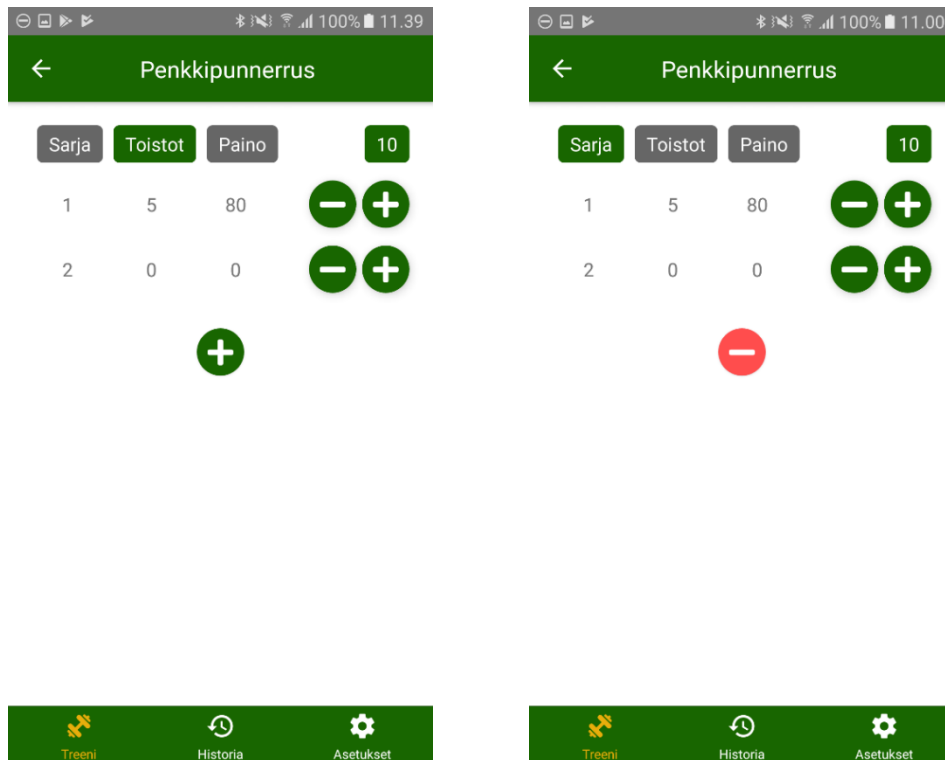 100% 11.39
Penkkipunnerrus
Sarja Toistot Paino 10
1 5 80
2 0 0
Treeni Historia Asetukset
100% 11.00
Penkkipunnerrus
Sarja Toistot Paino 10
1 5 80
2 0 0
Treeni Historia Asetukset